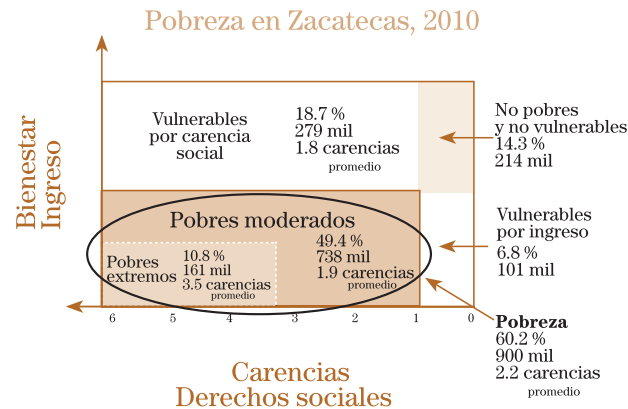 Pobreza en Zacatecas, 2010
Bienestar
Ingreso
Vulnerables
por carencia
social
18.7 %
279 mil
1.8 carencias
promedio
No pobres
y no vulnerables
14.3 %
214 mil
Pobres moderados
49.4 %
738 mil
1.9 carencias
promedio
Pobres
extremos
10.8 %
161 mil
3.5 carencias
promedio
Vulnerables
por ingreso
6.8 %
101 mil
Pobreza
60.2 %
900 mil
2.2 carencias
promedio
6 5 4 3 2 1 0
Carencias
Derechos sociales